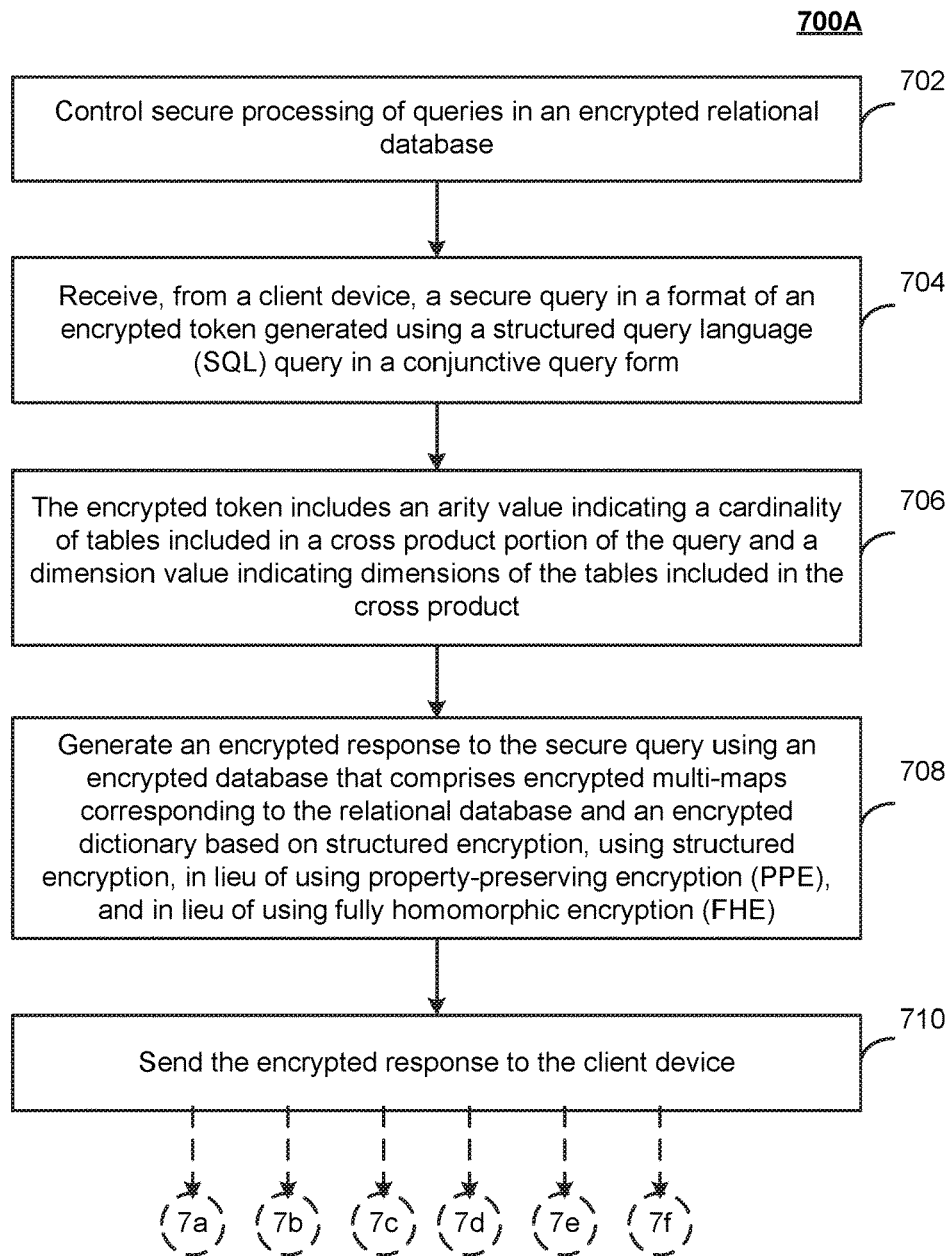 700A
702
Control secure processing of queries in an encrypted relational
database
704
Receive, from a client device, a secure query in a format of an
encrypted token generated using a structured query language
(SQL) query in a conjunctive query form
706
The encrypted token includes an arity value indicating a cardinality
of tables included in a cross product portion of the query and a
dimension value indicating dimensions of the tables included in the
cross product
708
Generate an encrypted response to the secure query using an
encrypted database that comprises encrypted multi-maps
corresponding to the relational database and an encrypted
dictionary based on structured encryption, using structured
encryption, in lieu of using property-preserving encryption (PPE),
and in lieu of using fully homomorphic encryption (FHE)
710
Send the encrypted response to the client device
7a 7b 7c 7d 7e 7f